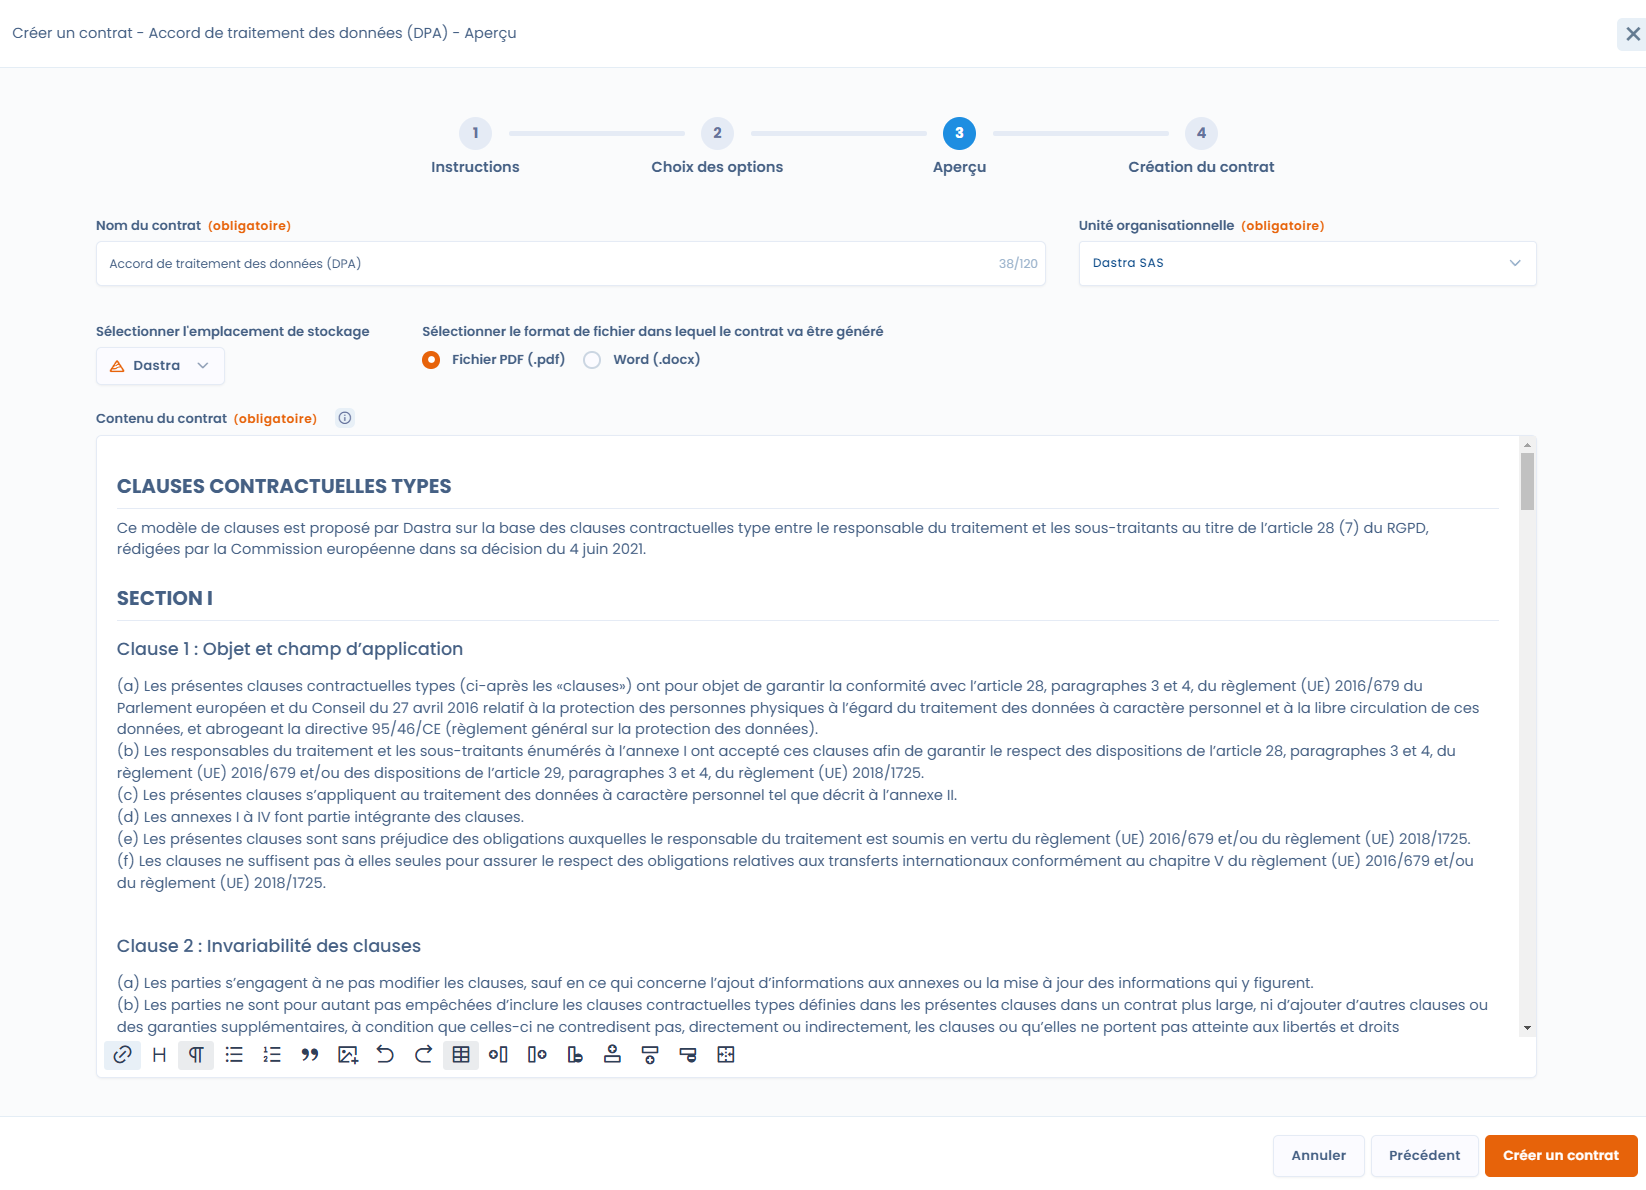 Créer un contrat - Accord de traitement des données (DPA) - Aperçu
1 2 3 4
Instructions Choix des options Aperçu Création du contrat
Nom du contrat (obligatoire) Unité organisationnelle (obligatoire)
Accord de traitement des données (DPA) 38/120 Dastra SAS
Sélectionner l'emplacement de stockage Sélectionner le format de fichier dans lequel le contrat va être généré
Dastra Fichier PDF (.pdf) Word (.docx)
Contenu du contrat (obligatoire)
CLAUSES CONTRACTUELLES TYPES
Ce modèle de clauses est proposé par Dastra sur la base des clauses contractuelles type entre le responsable du traitement et les sous-traitants au titre de l’article 28 (7) du RGPD,
rédigées par la Commission européenne dans sa décision du 4 juin 2021.
SECTION I
Clause 1 : Objet et champ d’application
(a) Les présentes clauses contractuelles types (ci-après les «clauses») ont pour objet de garantir la conformité avec l’article 28, paragraphes 3 et 4, du règlement (UE) 2016/679 du
Parlement européen et du Conseil du 27 avril 2016 relatif à la protection des personnes physiques à l’égard du traitement des données à caractère personnel et à la libre circulation de ces
données, et abrogeant la directive 95/46/CE (règlement général sur la protection des données).
(b) Les responsables du traitement et les sous-traitants énumérés à l’annexe I ont accepté ces clauses afin de garantir le respect des dispositions de l’article 28, paragraphes 3 et 4, du
règlement (UE) 2016/679 et/ou des dispositions de l’article 29, paragraphes 3 et 4, du règlement (UE) 2018/1725.
(c) Les présentes clauses s’appliquent au traitement des données à caractère personnel tel que décrit à l’annexe II.
(d) Les annexes I à IV font partie intégrante des clauses.
(e) Les présentes clauses sont sans préjudice des obligations auxquelles le responsable du traitement est soumis en vertu du règlement (UE) 2016/679 et/ou du règlement (UE) 2018/1725.
(f) Les clauses ne suffisent pas à elles seules pour assurer le respect des obligations relatives aux transferts internationaux conformément au chapitre V du règlement (UE) 2016/679 et/ou
du règlement (UE) 2018/1725.
Clause 2 : Invariabilité des clauses
(a) Les parties s’engagent à ne pas modifier les clauses, sauf en ce qui concerne l’ajout d’informations aux annexes ou la mise à jour des informations qui y figurent.
(b) Les parties ne sont pour autant pas empêchées d’inclure les clauses contractuelles types définies dans les présentes clauses dans un contrat plus large, ni d’ajouter d’autres clauses ou
des garanties supplémentaires, à condition que celles-ci ne contredisent pas, directement ou indirectement, les clauses ou qu’elles ne portent pas atteinte aux libertés et droits
Annuler Précédent Créer un contrat